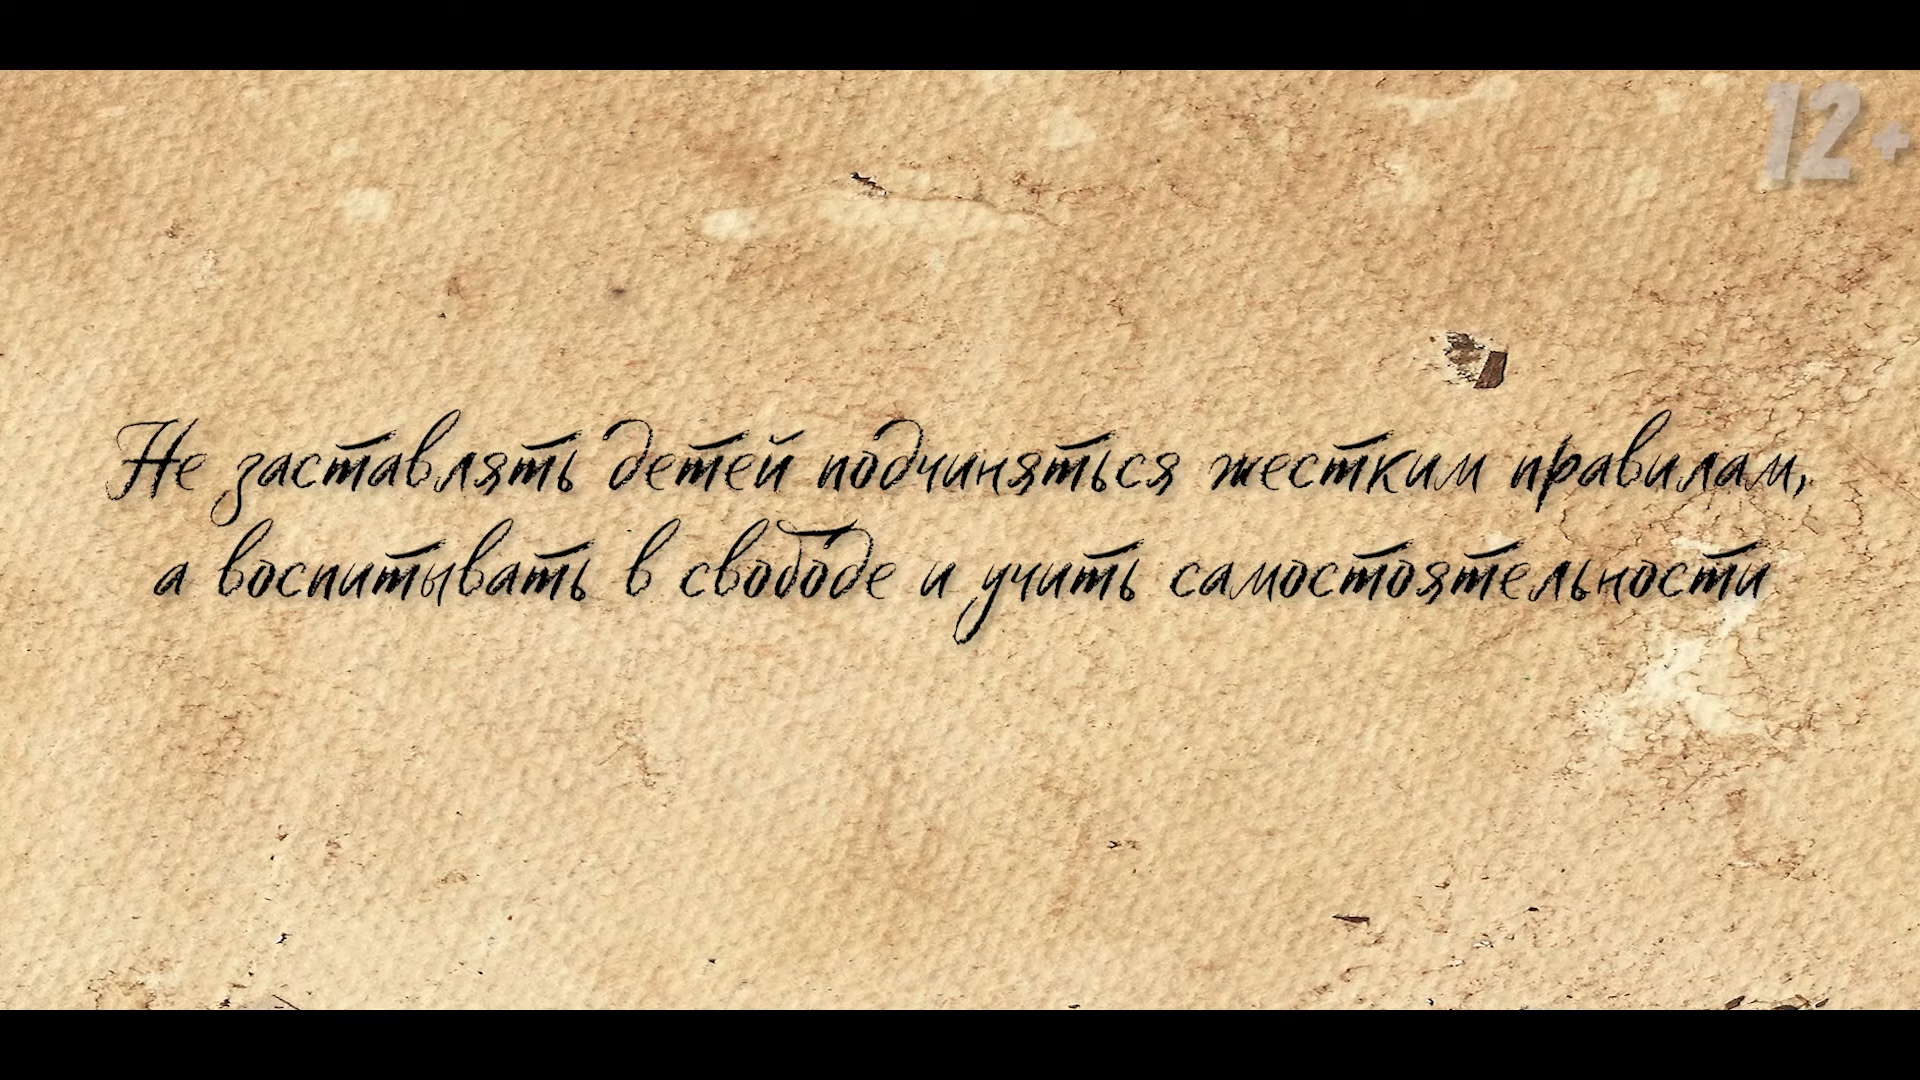 12+
Не заставлять детей подчиняться жестким правилам,
а воспитывать в свободе и учить самостоятельности